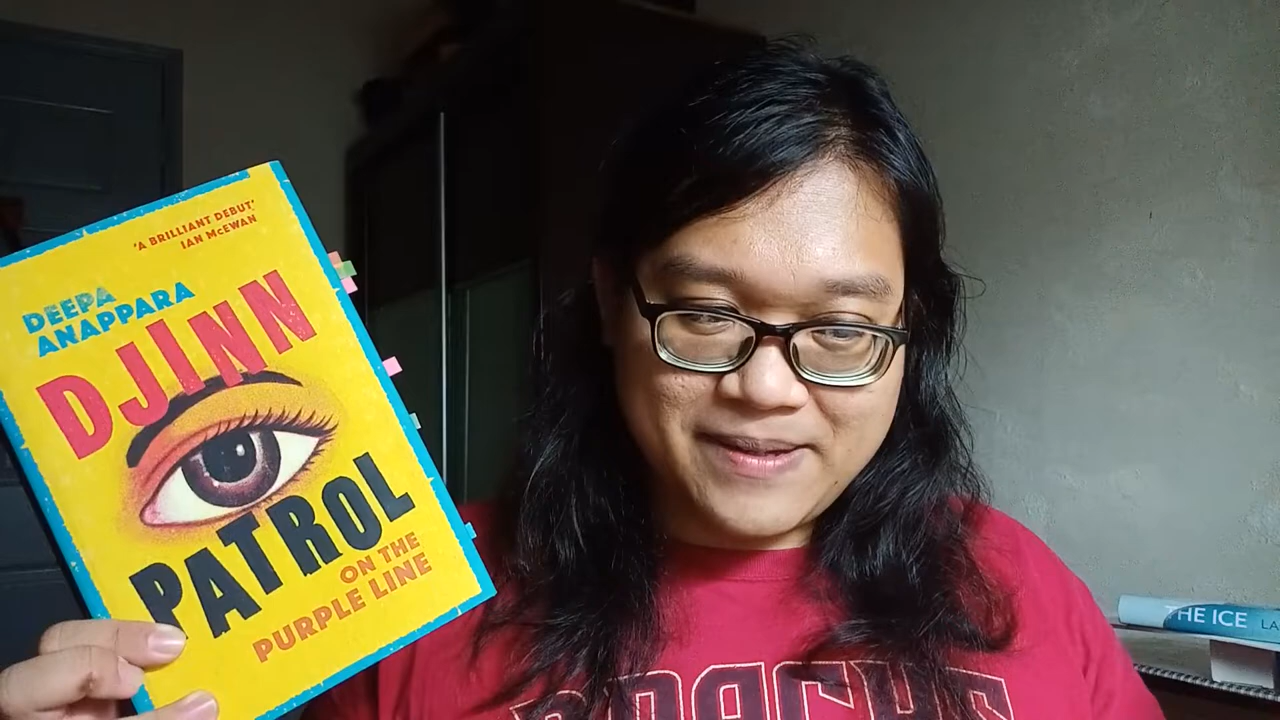 'A BRILLIANT DEBUT'
IAN McEWAN
DEEPA
ANAPPARA
DJINN
PATROL
ON THE
PURPLE LINE
THE ICE